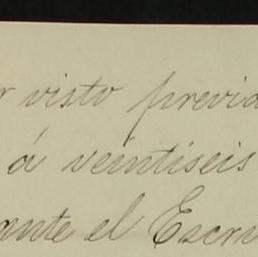 r visto previa
á veintiseis
ante el Escri